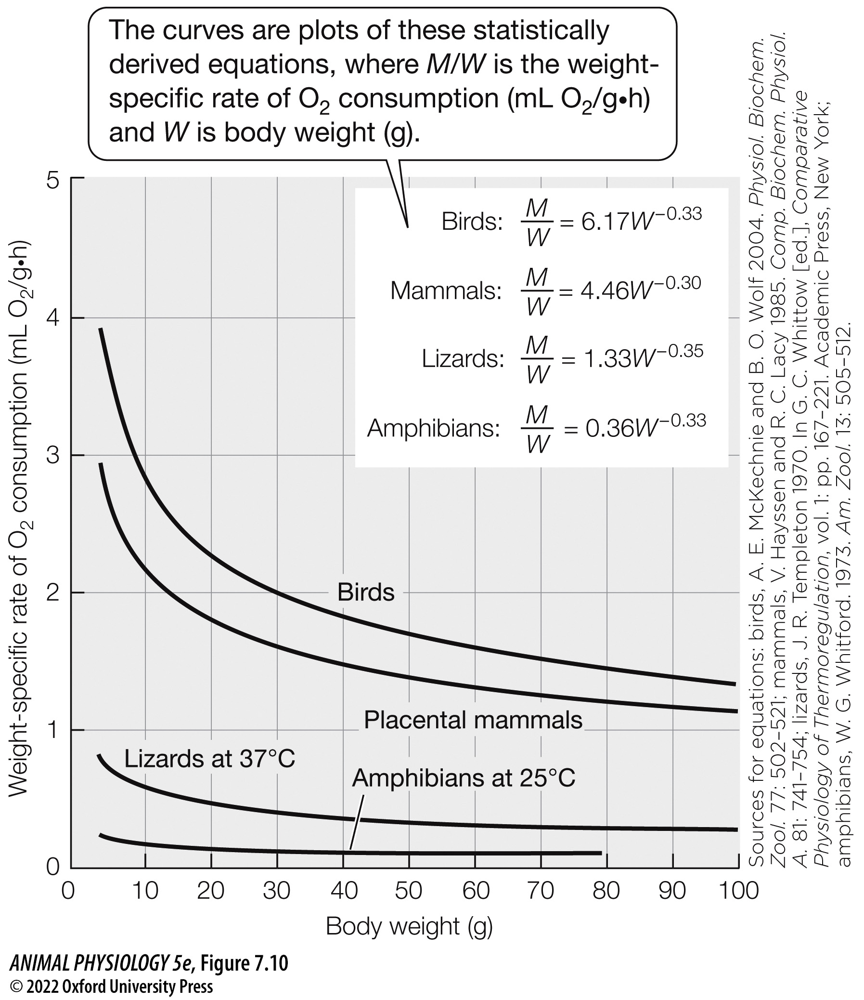 The curves are plots of these statistically
derived equations, where M/W is the weight-
specific rate of O₂ consumption (mL O₂/g•h)
and W is body weight (g).
Weight-specific rate of O₂ consumption (mL O₂/g•h)
5
4
3
2
1
0
Birds: M/W = 6.17W⁻⁰·³³
Mammals: M/W = 4.46W⁻⁰·³⁰
Lizards: M/W = 1.33W⁻⁰·³⁵
Amphibians: M/W = 0.36W⁻⁰·³³
Birds
Placental mammals
Lizards at 37°C
Amphibians at 25°C
0 10 20 30 40 50 60 70 80 90 100
Body weight (g)
Sources for equations: birds, A. E. McKechnie and B. O. Wolf 2004. Physiol. Biochem.
Zool. 77: 502–521; mammals, V. Hayssen and R. C. Lacy 1985. Comp. Biochem. Physiol.
A. 81: 741–754; lizards, J. R. Templeton 1970. In G. C. Whittow [ed.], Comparative
Physiology of Thermoregulation, vol. 1: pp. 167–221. Academic Press, New York;
amphibians, W. G. Whitford. 1973. Am. Zool. 13: 505–512.
ANIMAL PHYSIOLOGY 5e, Figure 7.10
© 2022 Oxford University Press